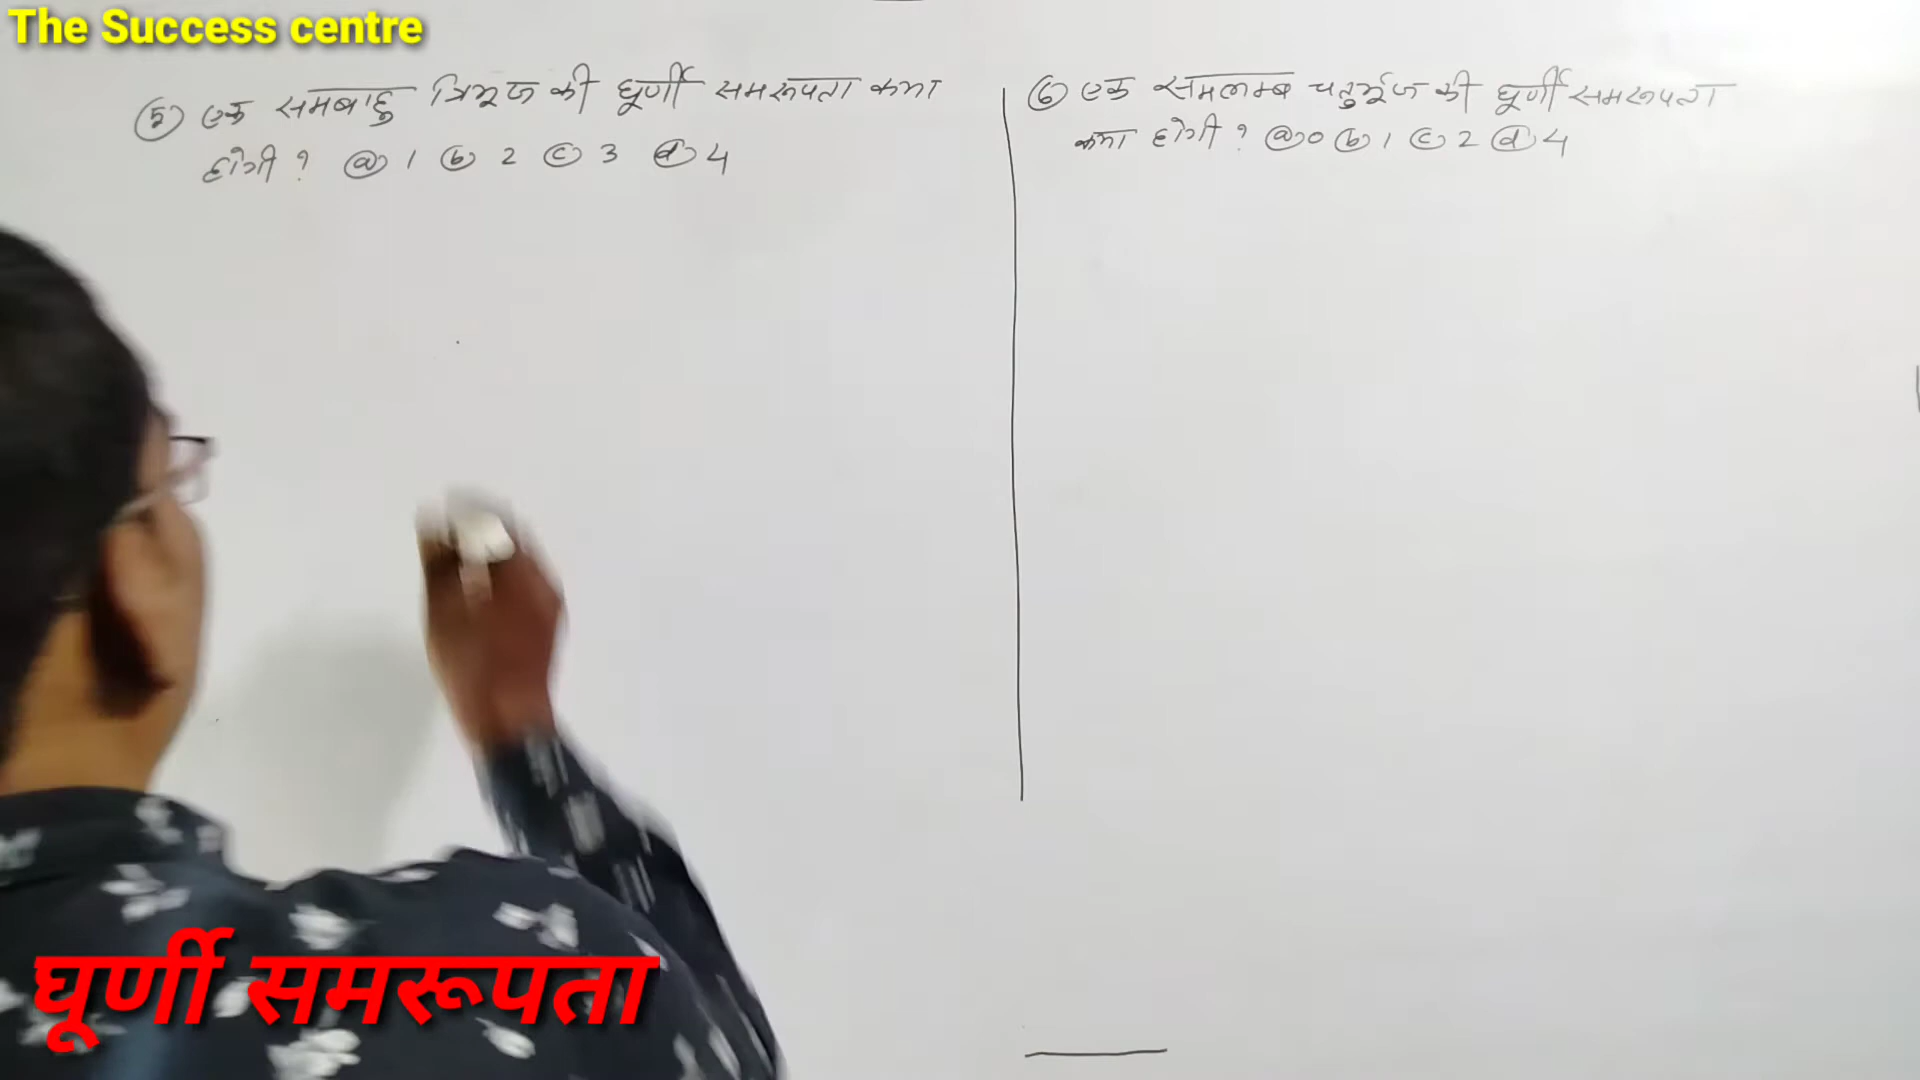 The Success centre
(5) एक समबाहु त्रिभूज की घूर्णी समरूपता क्या
होगी ? (a) 1 (b) 2 (c) 3 (d) 4
(6) एक समलम्ब चतुर्भूज की घूर्णी समरूपता
क्या होगी ? (a) 0 (b) 1 (c) 2 (d) 4
घूर्णी समरूपता